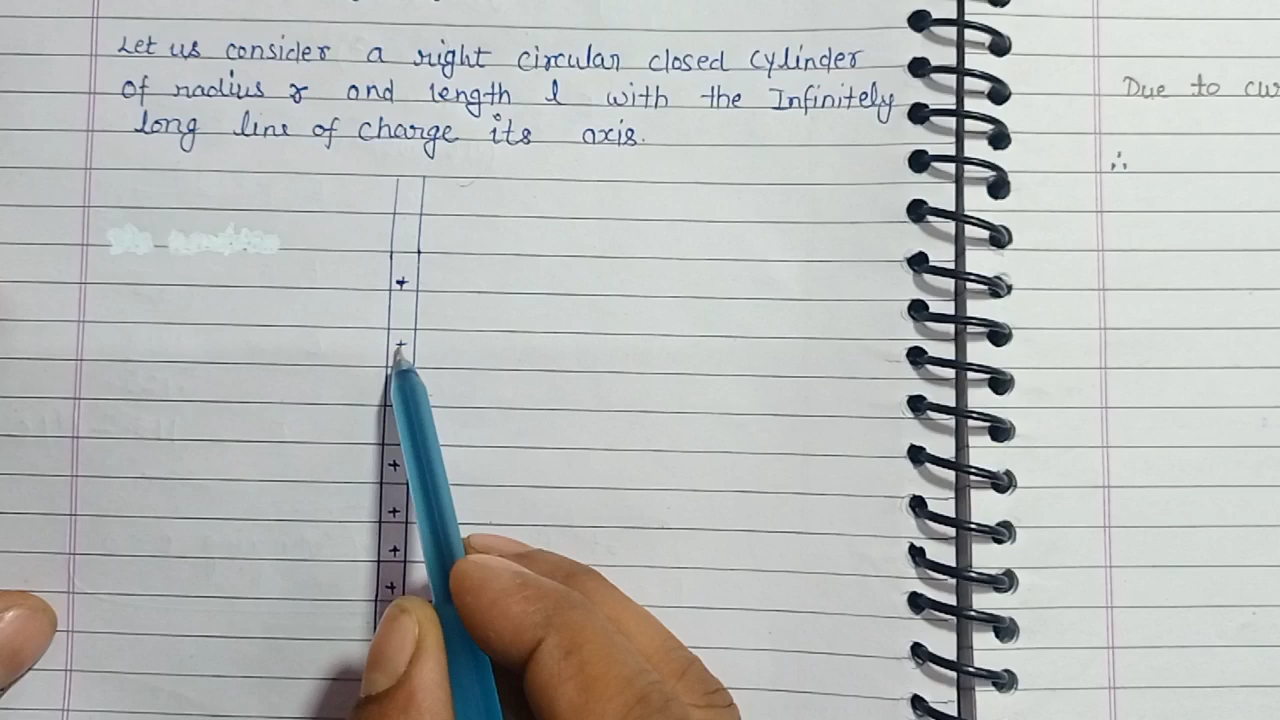 Let us consider a right circular closed cylinder
of radius r and length l with the Infinitely
long line of charge its axis.
+
+
+
+
+
+
Due to cur
∴